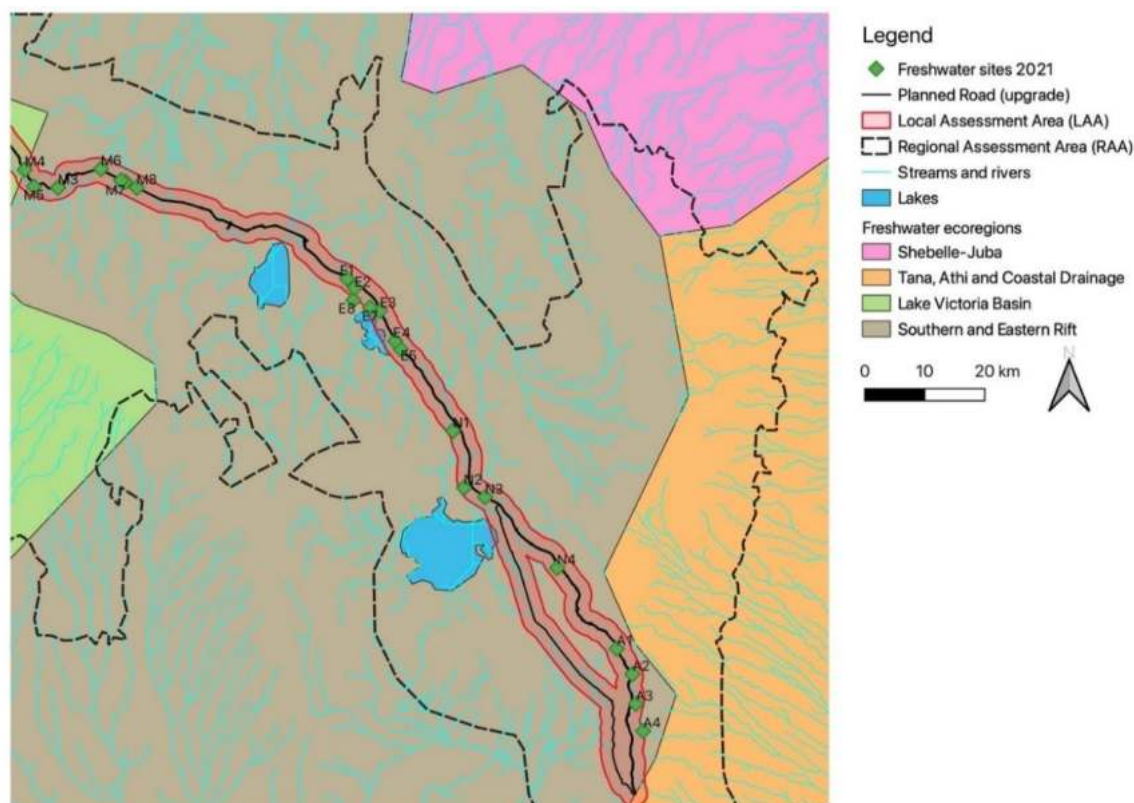 Legend
Freshwater sites 2021
Planned Road (upgrade)
Local Assessment Area (LAA)
Regional Assessment Area (RAA)
Streams and rivers
Lakes
Freshwater ecoregions
Shebelle-Juba
Tana, Athi and Coastal Drainage
Lake Victoria Basin
Southern and Eastern Rift
N
0 10 20 km
M4
M6
M3
M5
M7
M8
E1
E2
E8
E3
E7
E4
E5
N1
N2
N3
N4
A1
A2
A3
A4